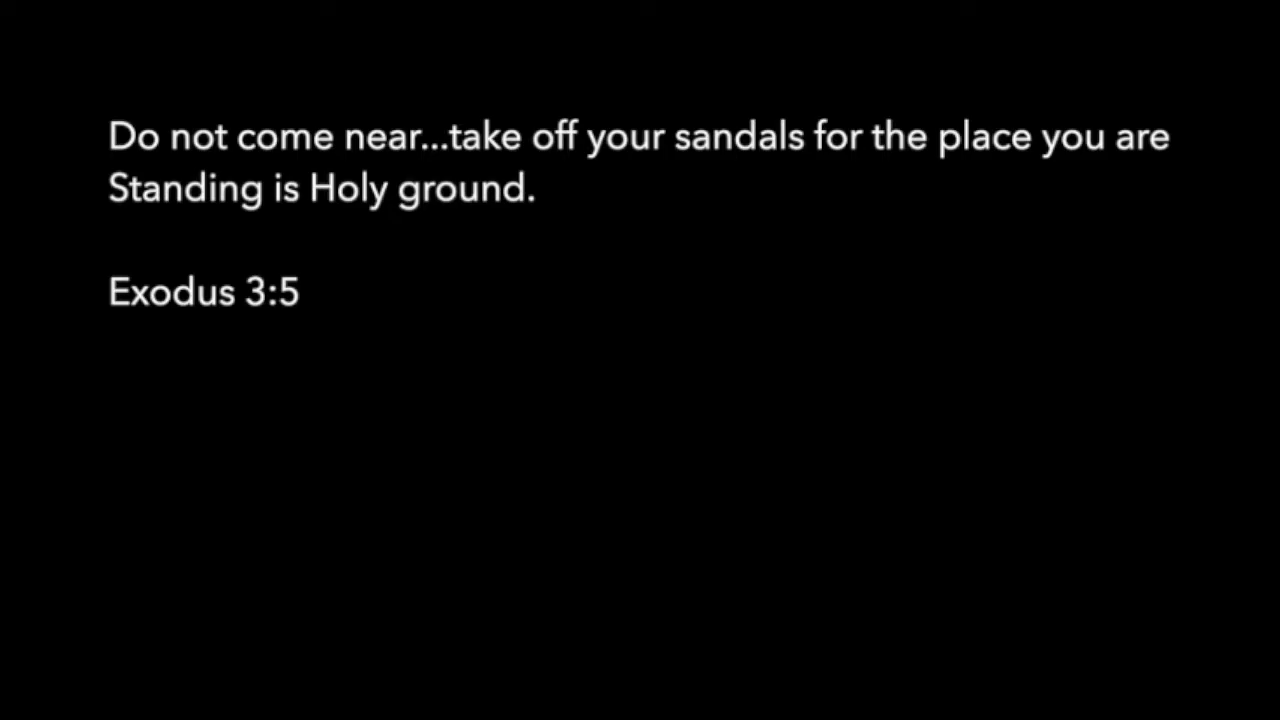 Do not come near...take off your sandals for the place you are
Standing is Holy ground.
Exodus 3:5